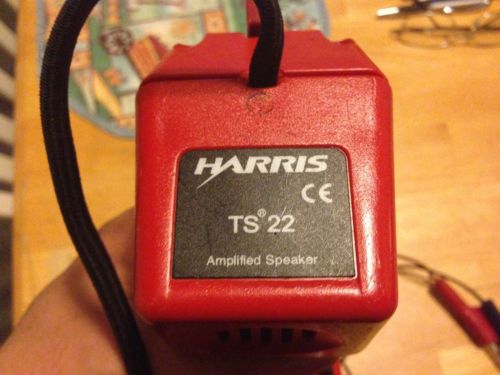 HARRIS
CE
TS® 22
Amplified Speaker